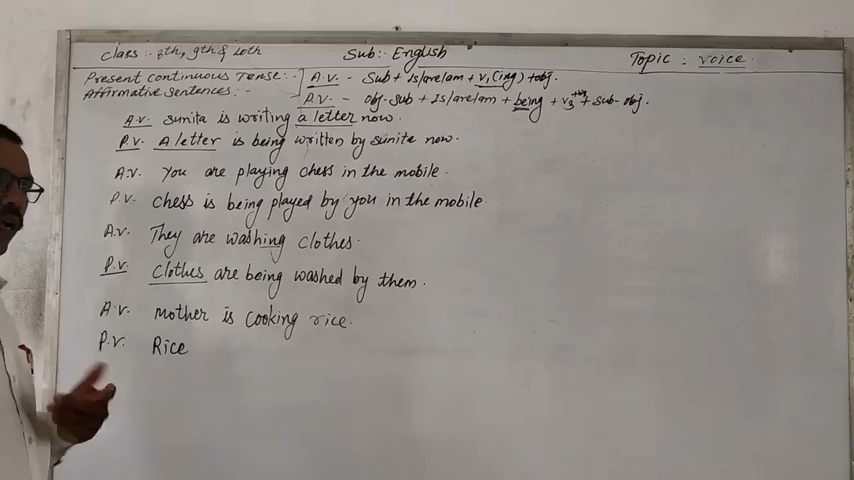 Class:- 8th, 9th & 10th Sub:- English Topic : voice.
Present Continuous Tense:- A.V. - Sub + Is/are/am + v₁(ing) + obj.
Affirmative sentences:- P.V. - obj-sub + Is/are/am + being + v₃ + by + sub-obj.
A.V. Sunita is writing a letter now.
P.V. A letter is being written by Sunita now.
A.V. You are playing chess in the mobile.
P.V. Chess is being played by you in the mobile.
A.V. They are washing clothes.
P.V. Clothes are being washed by them.
A.V. mother is cooking rice.
P.V. Rice